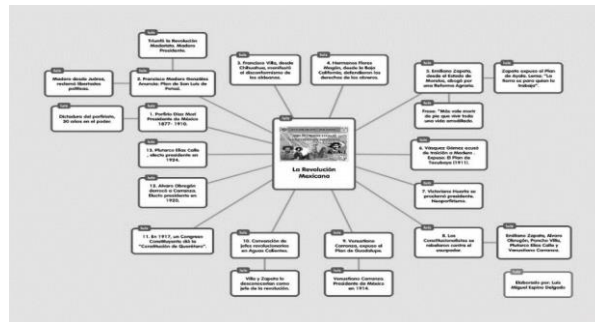 Triunfó la Revolución
Maderista. Madero
Presidente.
Madero desde Juárez,
reclamó libertades
políticas.
2. Francisco Madero González
Anuncia: Plan de San Luis de
Potosí.
3. Francisco Villa, desde
Chihuahua, manifestó el
disconformismo de
los aldeanos.
4. Hermanos Flores
Magón, desde la Baja
California, defendieron los
derechos de los obreros.
5. Emiliano Zapata,
desde el Estado de
Morelos, abogó por
una Reforma Agraria.
Zapata expuso el Plan
de Ayala. Lema: "La
tierra es para quien la
trabaja".
Frase: "Más vale morir
de pie que vivir toda
una vida arrodillado.
Dictadura del porfiriato,
30 años en el poder.
1. Porfirio Díaz Mori
Presidente de México
1877- 1910.
La Revolución
Mexicana
6. Vázquez Gómez acusó
de traición a Madero.
Expuso: El Plan de
Tacubaya (1911).
13. Plutarco Elías Calle
, electo presidente en
1924.
12. Alvaro Obregón
derrocó a Carranza.
Electo presidente en
1920.
7. Victoriano Huerta se
proclamó presidente.
Neoporfirismo.
11. En 1917, un Congreso
Constituyente dió la
"Constitución de Querétaro".
10. Convención de
jefes revolucionarios
en Aguas Calientes.
9. Venustiano
Carranza, expuso el
Plan de Guadalupe.
8. Los
Constitucionalistas se
rebelaron contra el
usurpador.
Emiliano Zapata, Alvaro
Obregón, Pancho Villa,
Plutarco Elías Calle y
Venustiano Carranza.
Villa y Zapata lo
desconocerían como
jefe de la revolución.
Venustiano Carranza.
Presidente de México
en 1914.
Elaborado por: Luis
Miguel Espino Delgado